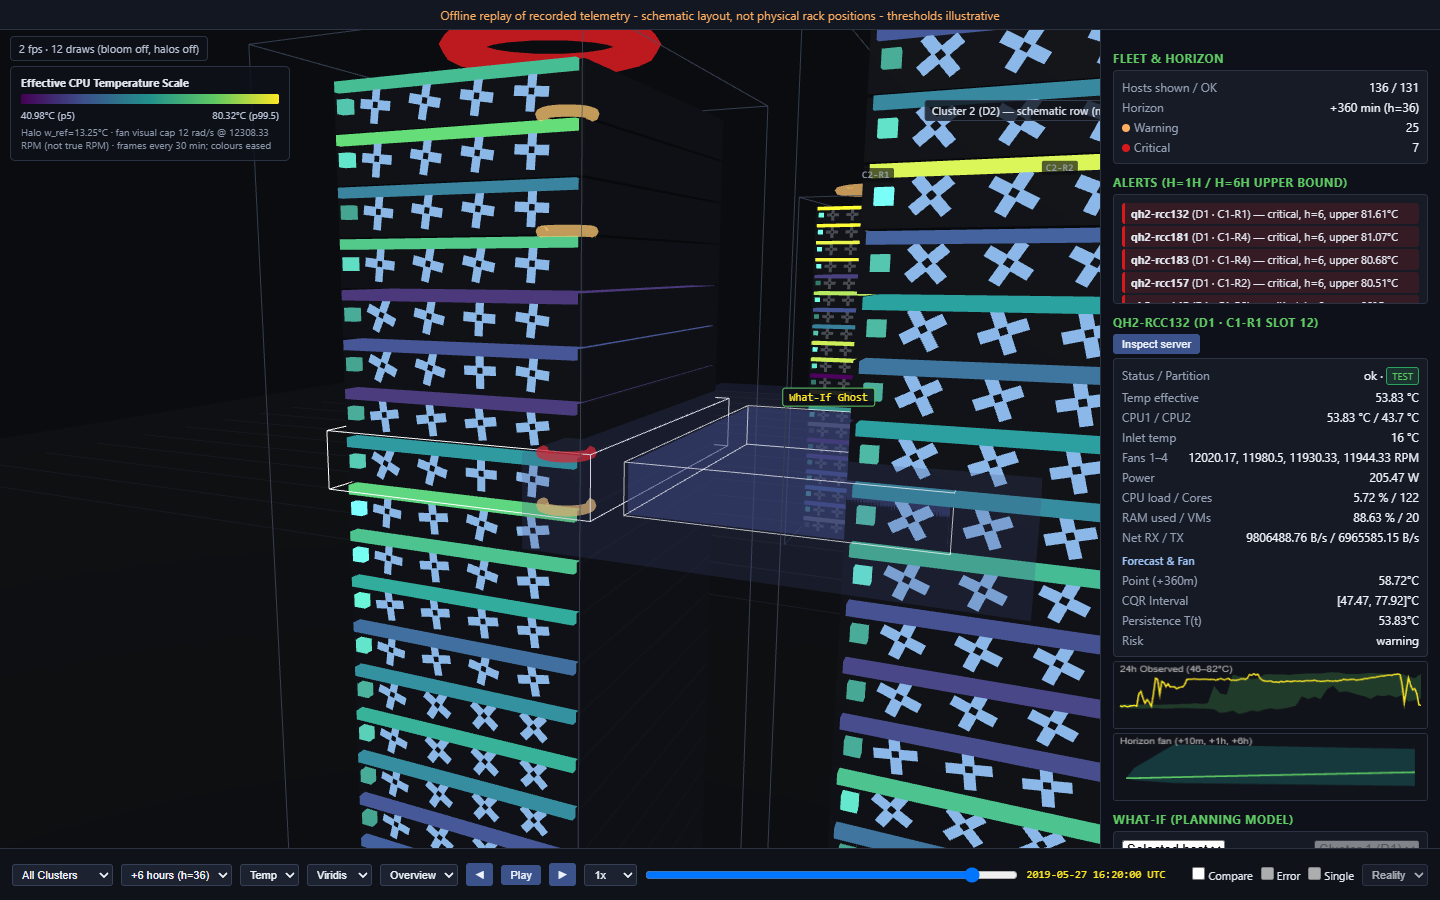 Offline replay of recorded telemetry - schematic layout, not physical rack positions - thresholds illustrative
2 fps · 12 draws (bloom off, halos off)
Effective CPU Temperature Scale
40.98°C (p5) 80.32°C (p99.5)
Halo w_ref=13.25°C · fan visual cap 12 rad/s @ 12308.33
RPM (not true RPM) · frames every 30 min; colours eased
Cluster 2 (D2) — schematic row (n
C2-R1
C2-R2
What-If Ghost
FLEET & HORIZON
Hosts shown / OK 136 / 131
Horizon +360 min (h=36)
Warning 25
Critical 7
ALERTS (H=1H / H=6H UPPER BOUND)
qh2-rcc132 (D1 · C1-R1) — critical, h=6, upper 81.61°C
qh2-rcc181 (D1 · C1-R4) — critical, h=6, upper 81.07°C
qh2-rcc183 (D1 · C1-R4) — critical, h=6, upper 80.68°C
qh2-rcc157 (D1 · C1-R2) — critical, h=6, upper 80.51°C
QH2-RCC132 (D1 · C1-R1 SLOT 12)
Inspect server
Status / Partition ok · TEST
Temp effective 53.83 °C
CPU1 / CPU2 53.83 °C / 43.7 °C
Inlet temp 16 °C
Fans 1–4 12020.17, 11980.5, 11930.33, 11944.33 RPM
Power 205.47 W
CPU load / Cores 5.72 % / 122
RAM used / VMs 88.63 % / 20
Net RX / TX 9806488.76 B/s / 6965585.15 B/s
Forecast & Fan
Point (+360m) 58.72°C
CQR Interval [47.47, 77.92]°C
Persistence T(t) 53.83°C
Risk warning
24h Observed (46–82°C)
Horizon fan (+10m, +1h, +6h)
WHAT-IF (PLANNING MODEL)
All Clusters +6 hours (h=36) Temp Viridis Overview ◄ Play ► 1x 2019-05-27 16:20:00 UTC Compare Error Single Reality